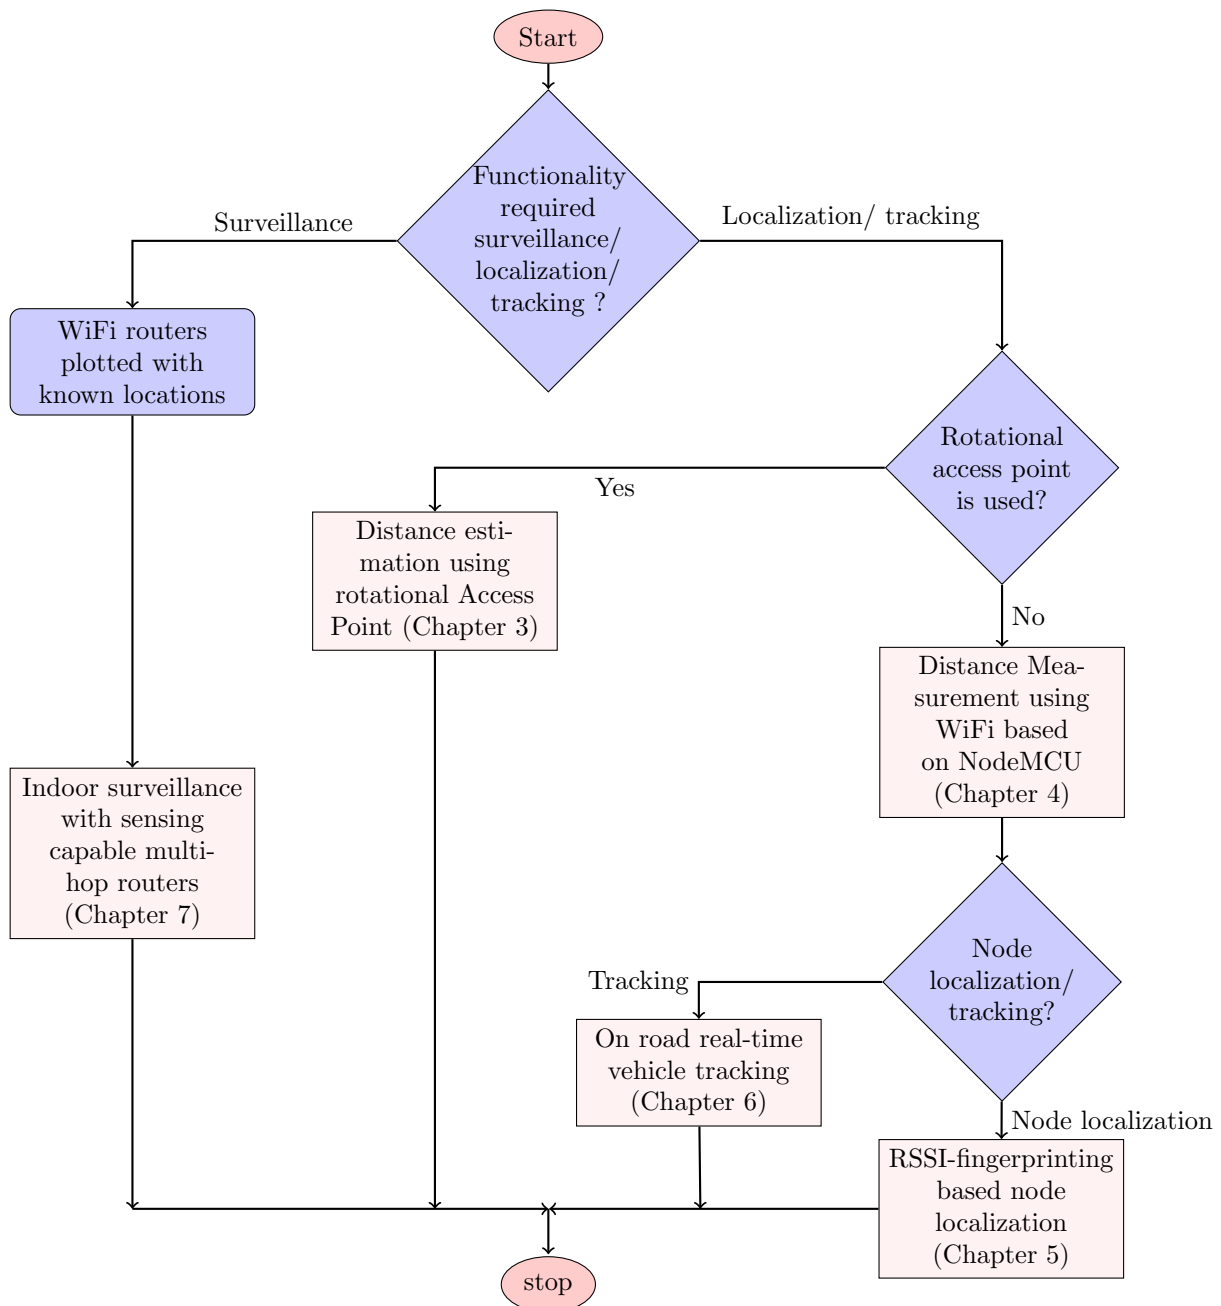 Start
Functionality
required
surveillance/
localization/
tracking ?
Surveillance
Localization/ tracking
WiFi routers
plotted with
known locations
Rotational
access point
is used?
Yes
Distance esti-
mation using
rotational Access
Point (Chapter 3)
No
Distance Mea-
surement using
WiFi based
on NodeMCU
(Chapter 4)
Indoor surveillance
with sensing
capable multi-
hop routers
(Chapter 7)
Node
localization/
tracking?
Tracking
On road real-time
vehicle tracking
(Chapter 6)
Node localization
RSSI-fingerprinting
based node
localization
(Chapter 5)
stop